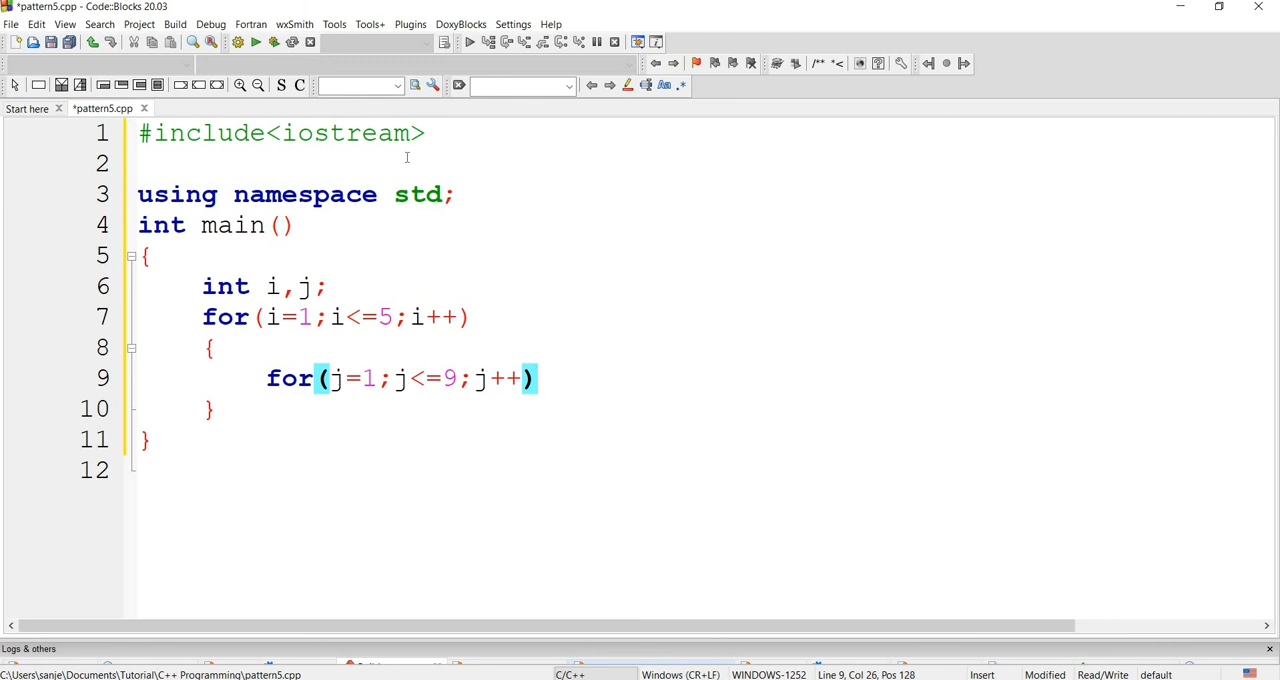 *pattern5.cpp - Code::Blocks 20.03
File Edit View Search Project Build Debug Fortran wxSmith Tools Tools+ Plugins DoxyBlocks Settings Help
/** *<
S C Aa .*
Start here *pattern5.cpp
1 #include<iostream>
2
3 using namespace std;
4 int main()
5 {
6 int i,j;
7 for(i=1;i<=5;i++)
8 {
9 for(j=1;j<=9;j++)
10 }
11 }
12
Logs & others
C:\Users\sanje\Documents\Tutorial\C++ Programming\pattern5.cpp C/C++ Windows (CR+LF) WINDOWS-1252 Line 9, Col 26, Pos 128 Insert Modified Read/Write default